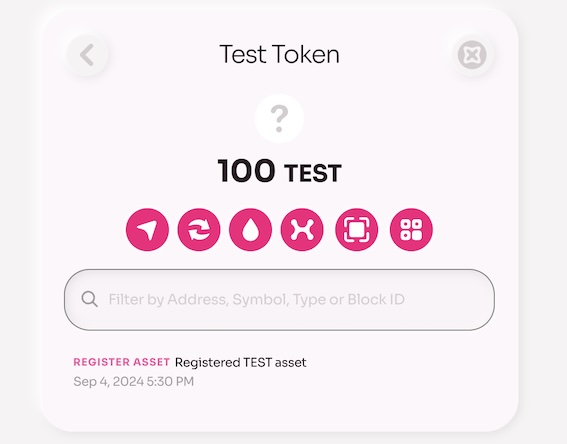 Test Token
?
100 TEST
Filter by Address, Symbol, Type or Block ID
REGISTER ASSET Registered TEST asset
Sep 4, 2024 5:30 PM